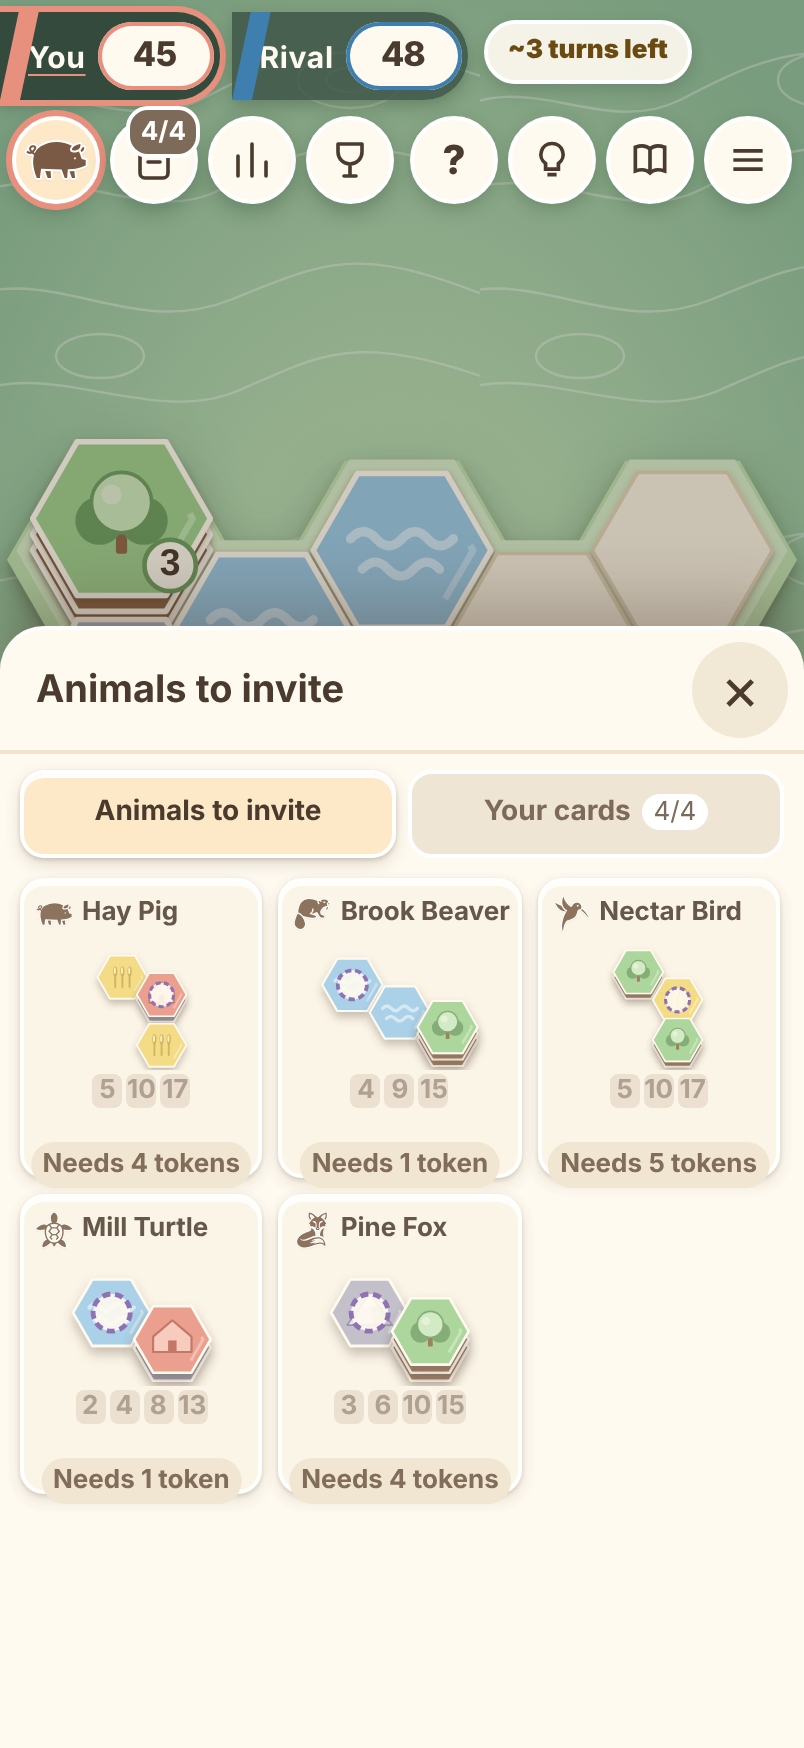 You 45 Rival 48 ~3 turns left
4/4
?
3
Animals to invite
Animals to invite Your cards 4/4
Hay Pig Brook Beaver Nectar Bird
5 10 17 4 9 15 5 10 17
Needs 4 tokens Needs 1 token Needs 5 tokens
Mill Turtle Pine Fox
2 4 8 13 3 6 10 15
Needs 1 token Needs 4 tokens